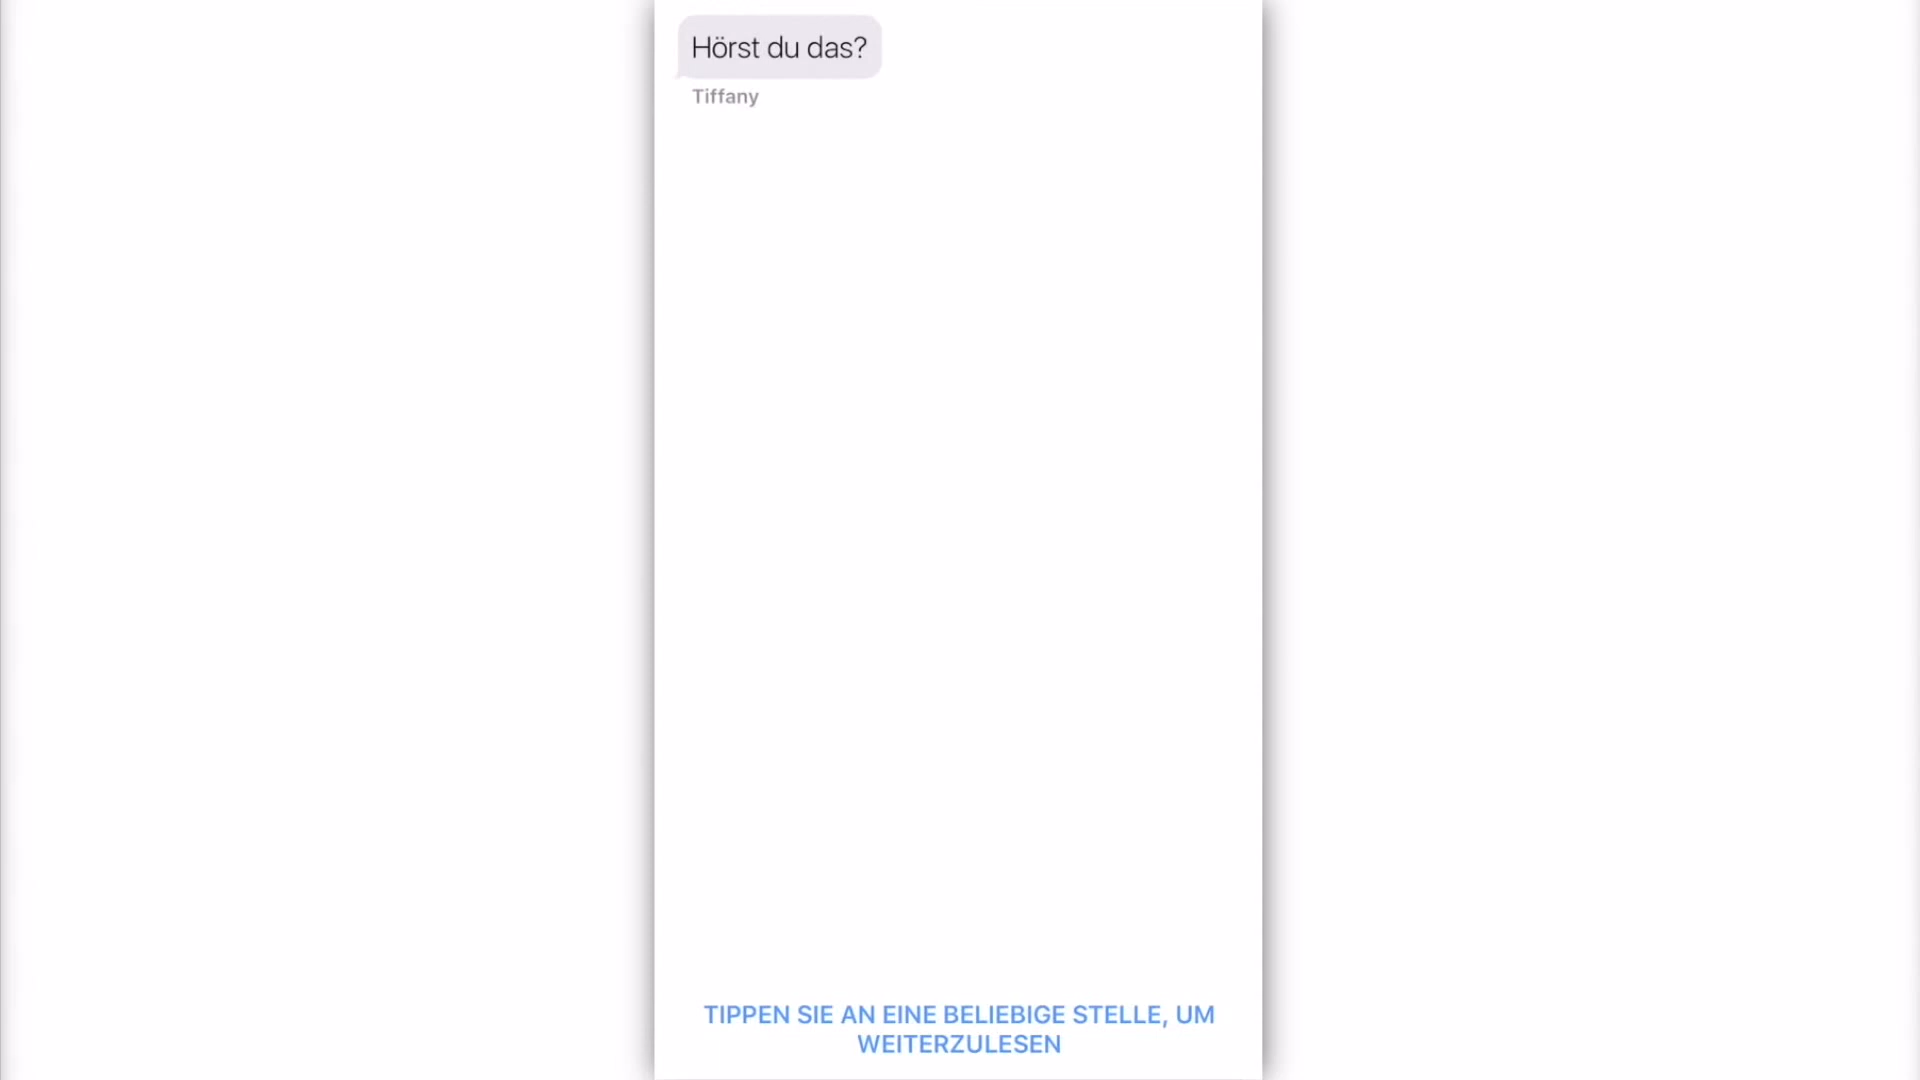 Hörst du das?
Tiffany
TIPPEN SIE AN EINE BELIEBIGE STELLE, UM
WEITERZULESEN